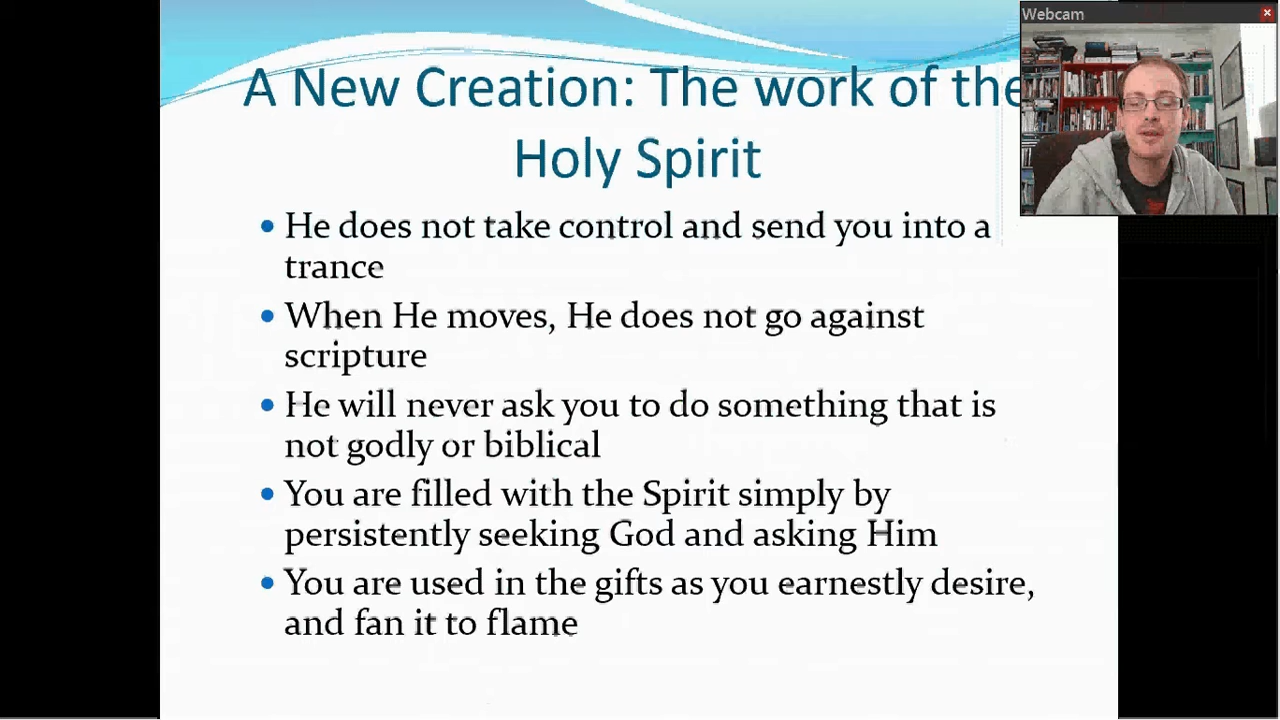 Webcam
A New Creation: The work of the
Holy Spirit
He does not take control and send you into a
trance
When He moves, He does not go against
scripture
He will never ask you to do something that is
not godly or biblical
You are filled with the Spirit simply by
persistently seeking God and asking Him
You are used in the gifts as you earnestly desire,
and fan it to flame